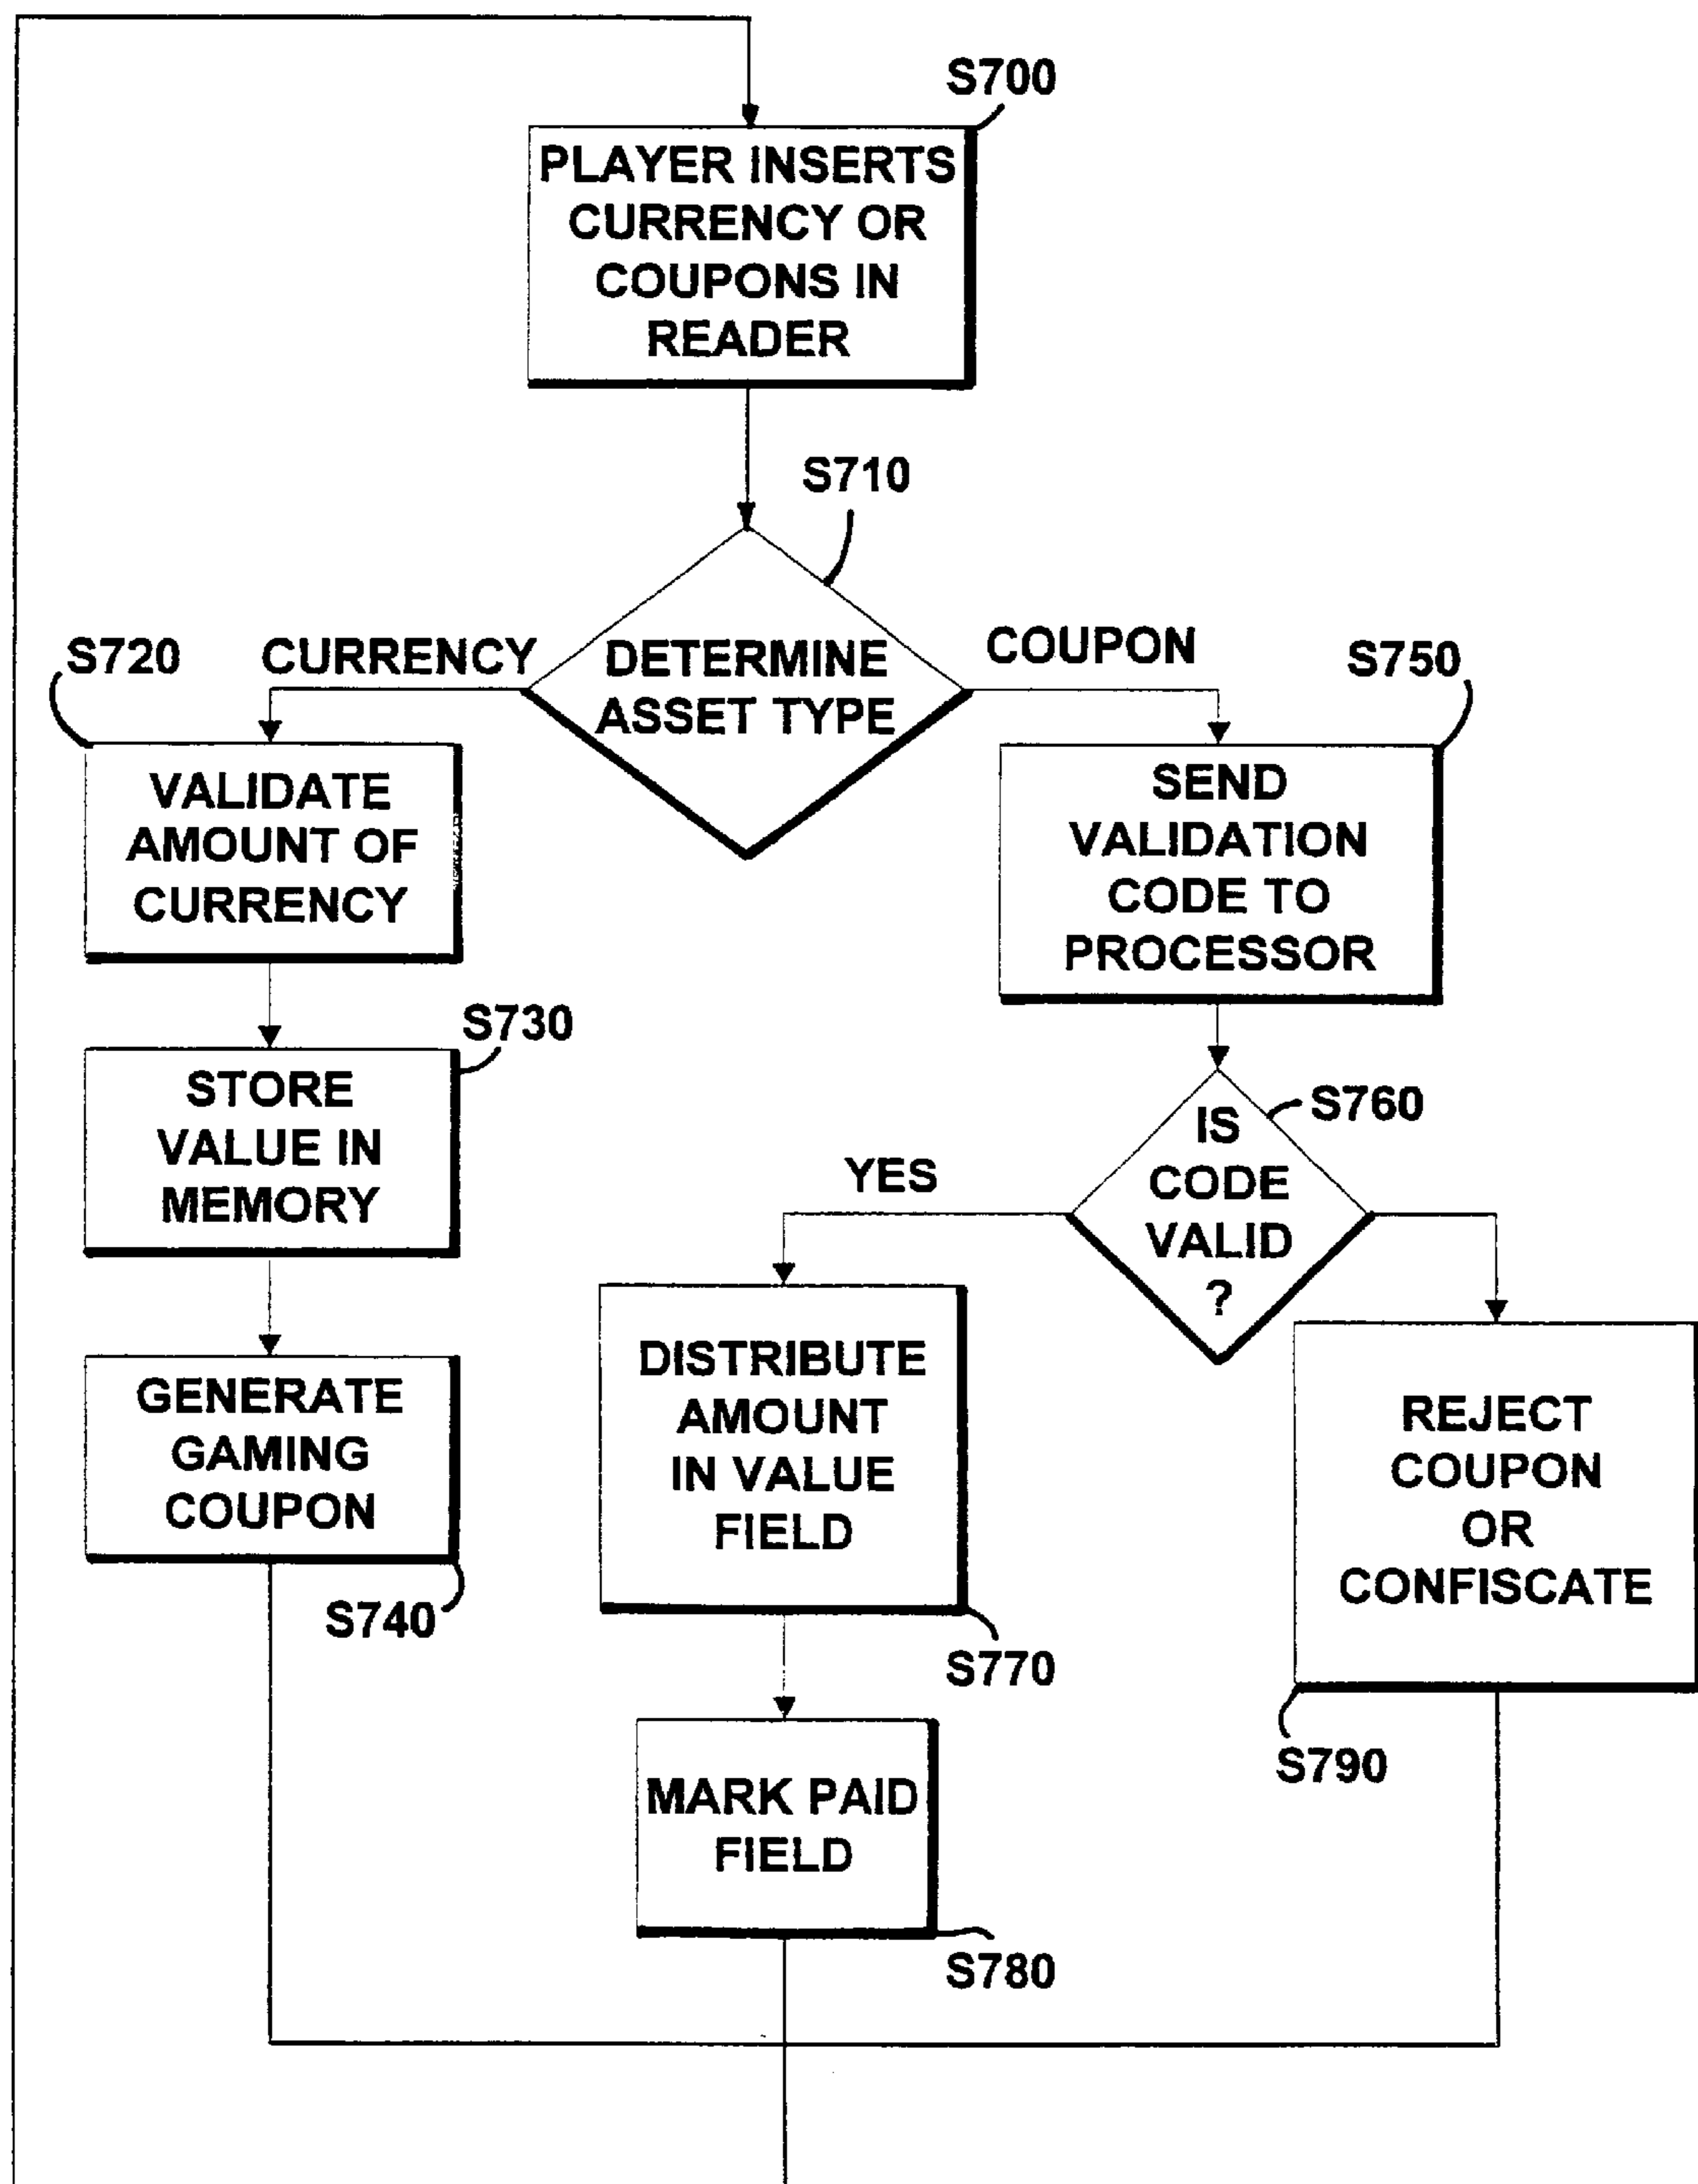 S700
PLAYER INSERTS
CURRENCY OR
COUPONS IN
READER
S710
DETERMINE
ASSET TYPE
CURRENCY
COUPON
S720
VALIDATE
AMOUNT OF
CURRENCY
S730
STORE
VALUE IN
MEMORY
GENERATE
GAMING
COUPON
S740
S750
SEND
VALIDATION
CODE TO
PROCESSOR
S760
IS
CODE
VALID
?
YES
DISTRIBUTE
AMOUNT
IN VALUE
FIELD
S770
MARK PAID
FIELD
S780
REJECT
COUPON
OR
CONFISCATE
S790